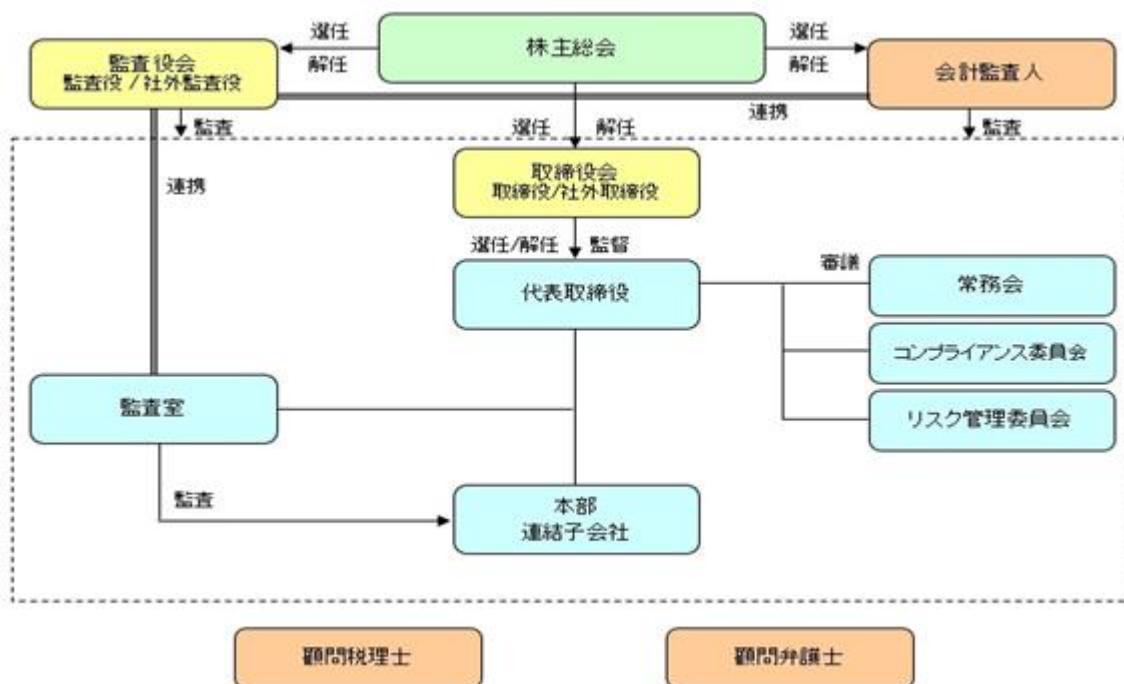 選任
選任
株主総会
監査役会
監査役 / 社外監査役
解任
解任
会計監査人
連携
監査
選任
解任
監査
取締役会
取締役/社外取締役
連携
選任/解任
監督
審議
代表取締役
常務会
コンプライアンス委員会
監査室
リスク管理委員会
監査
本部
連結子会社
顧問税理士
顧問弁護士